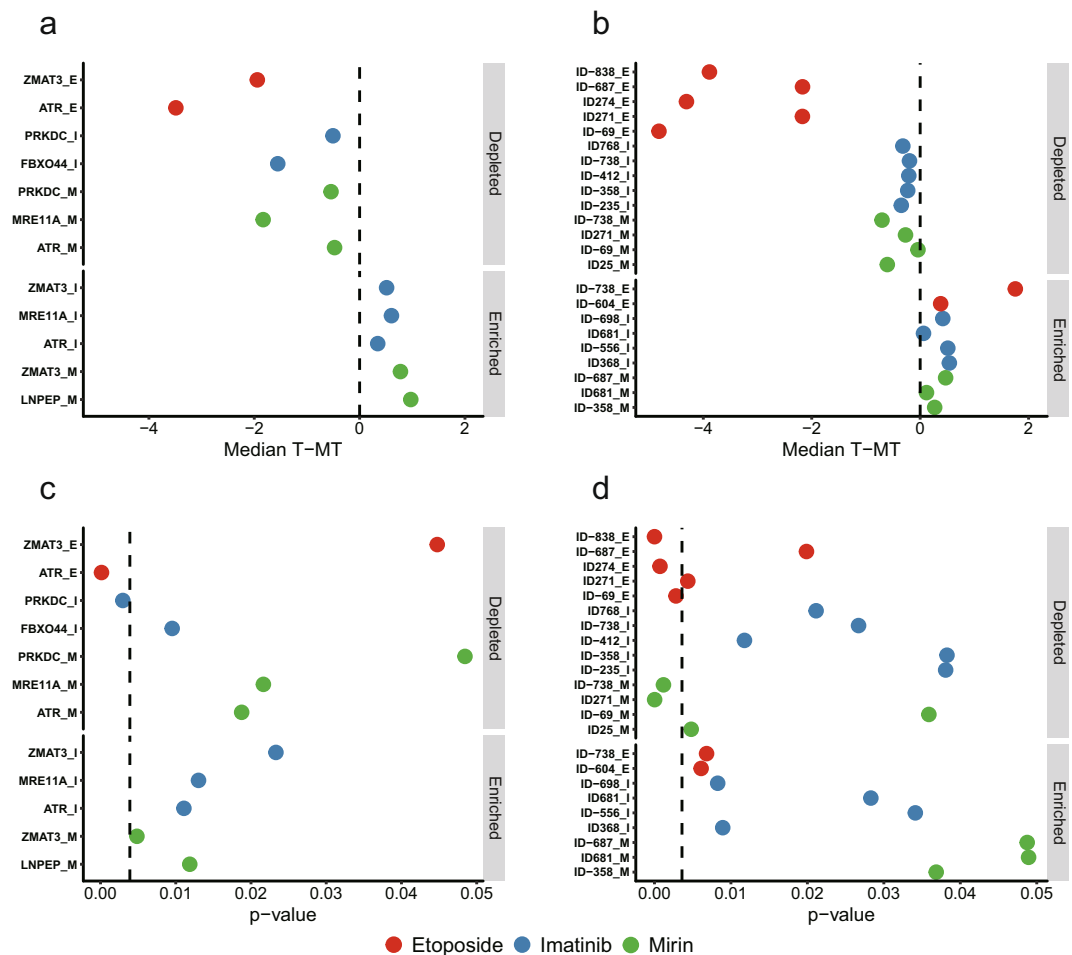 a
ZMAT3_E
ATR_E
PRKDC_I
FBXO44_I
PRKDC_M
MRE11A_M
ATR_M
Depleted
ZMAT3_I
MRE11A_I
ATR_I
ZMAT3_M
LNPEP_M
Enriched
−4 −2 0 2
Median T−MT
b
ID−838_E
ID−687_E
ID274_E
ID271_E
ID−69_E
ID768_I
ID−738_I
ID−412_I
ID−358_I
ID−235_I
ID−738_M
ID271_M
ID−69_M
ID25_M
Depleted
ID−738_E
ID−604_E
ID−698_I
ID681_I
ID−556_I
ID368_I
ID−687_M
ID681_M
ID−358_M
Enriched
−4 −2 0 2
Median T−MT
c
ZMAT3_E
ATR_E
PRKDC_I
FBXO44_I
PRKDC_M
MRE11A_M
ATR_M
Depleted
ZMAT3_I
MRE11A_I
ATR_I
ZMAT3_M
LNPEP_M
Enriched
0.00 0.01 0.02 0.03 0.04 0.05
p−value
d
ID−838_E
ID−687_E
ID274_E
ID271_E
ID−69_E
ID768_I
ID−738_I
ID−412_I
ID−358_I
ID−235_I
ID−738_M
ID271_M
ID−69_M
ID25_M
Depleted
ID−738_E
ID−604_E
ID−698_I
ID681_I
ID−556_I
ID368_I
ID−687_M
ID681_M
ID−358_M
Enriched
0.00 0.01 0.02 0.03 0.04 0.05
p−value
Etoposide Imatinib Mirin